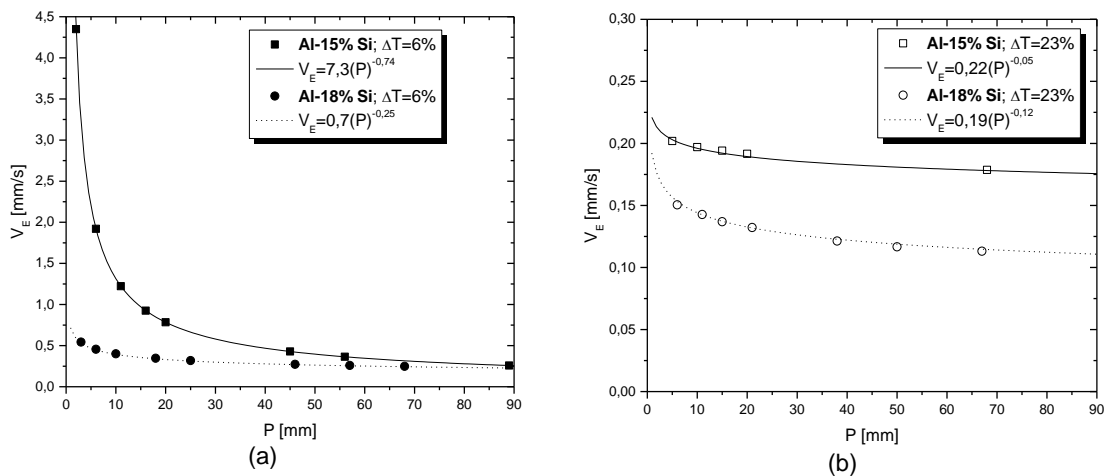 4,5
4,0
3,5
3,0
2,5
2,0
1,5
1,0
0,5
0,0
V_E [mm/s]
0 10 20 30 40 50 60 70 80 90
P [mm]
Al-15% Si; ΔT=6%
V_E=7,3(P)^-0,74
Al-18% Si; ΔT=6%
V_E=0,7(P)^-0,25
(a)
0,30
0,25
0,20
0,15
0,10
0,05
0,00
V_E [mm/s]
0 10 20 30 40 50 60 70 80 90
P [mm]
Al-15% Si; ΔT=23%
V_E=0,22(P)^-0,05
Al-18% Si; ΔT=23%
V_E=0,19(P)^-0,12
(b)